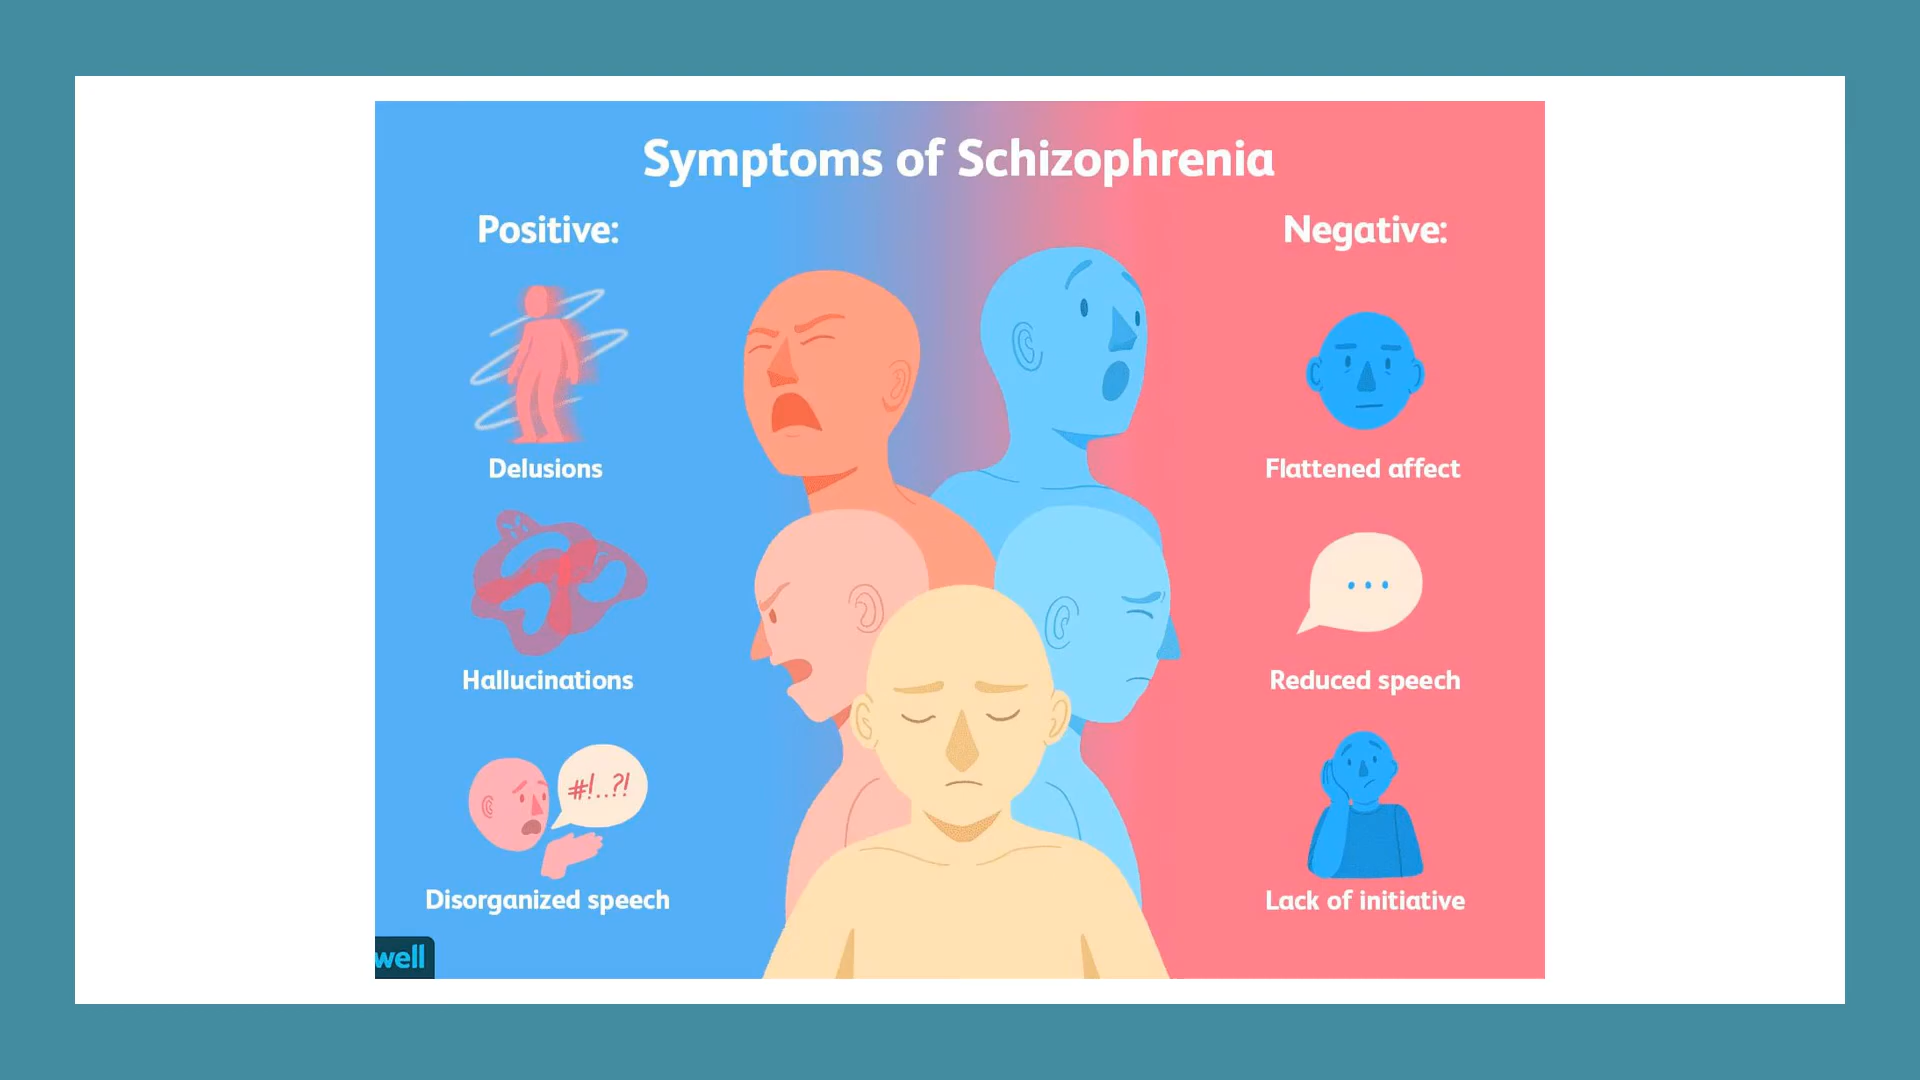 Symptoms of Schizophrenia
Positive:
Delusions
Hallucinations
#!..?!
Disorganized speech
Negative:
Flattened affect
...
Reduced speech
Lack of initiative
well